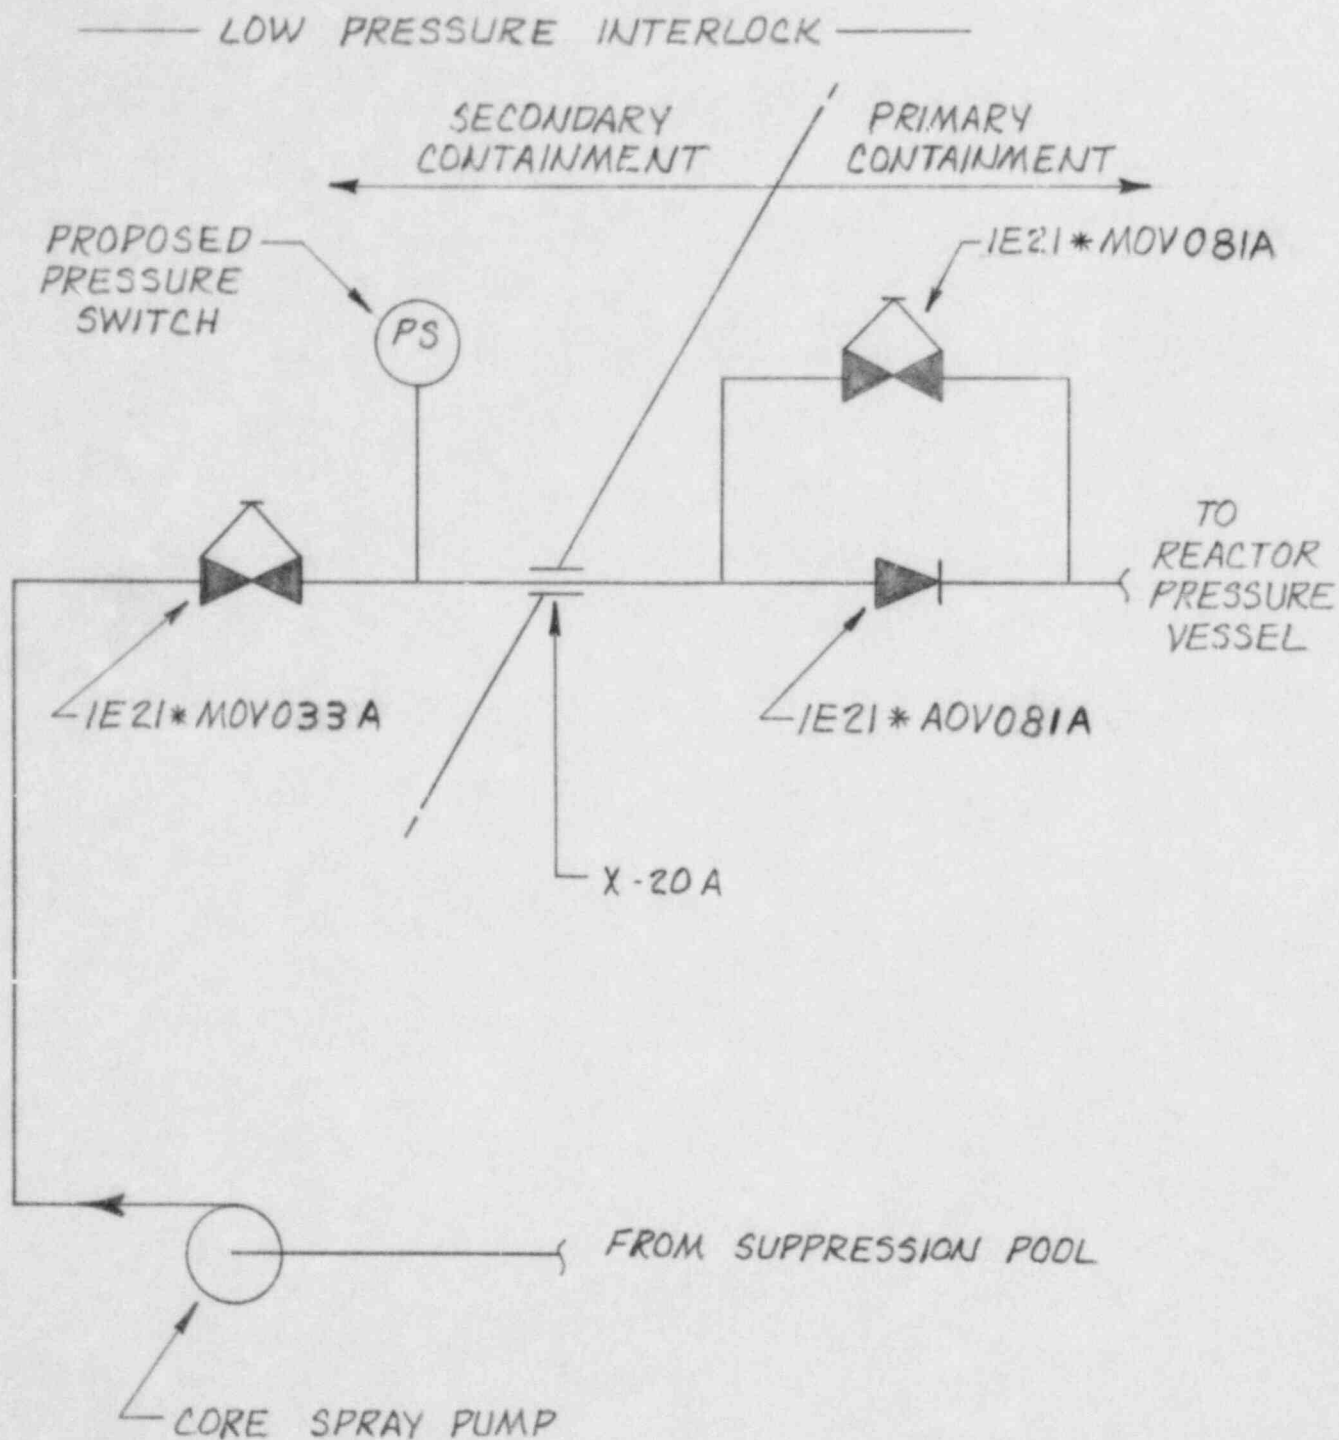 LOW PRESSURE INTERLOCK
SECONDARY
CONTAINMENT
PRIMARY
CONTAINMENT
PROPOSED
PRESSURE
SWITCH
PS
1E21*MOV081A
TO
REACTOR
PRESSURE
VESSEL
1E21*MOV033A
1E21*AOV081A
X-20A
FROM SUPPRESSION POOL
CORE SPRAY PUMP